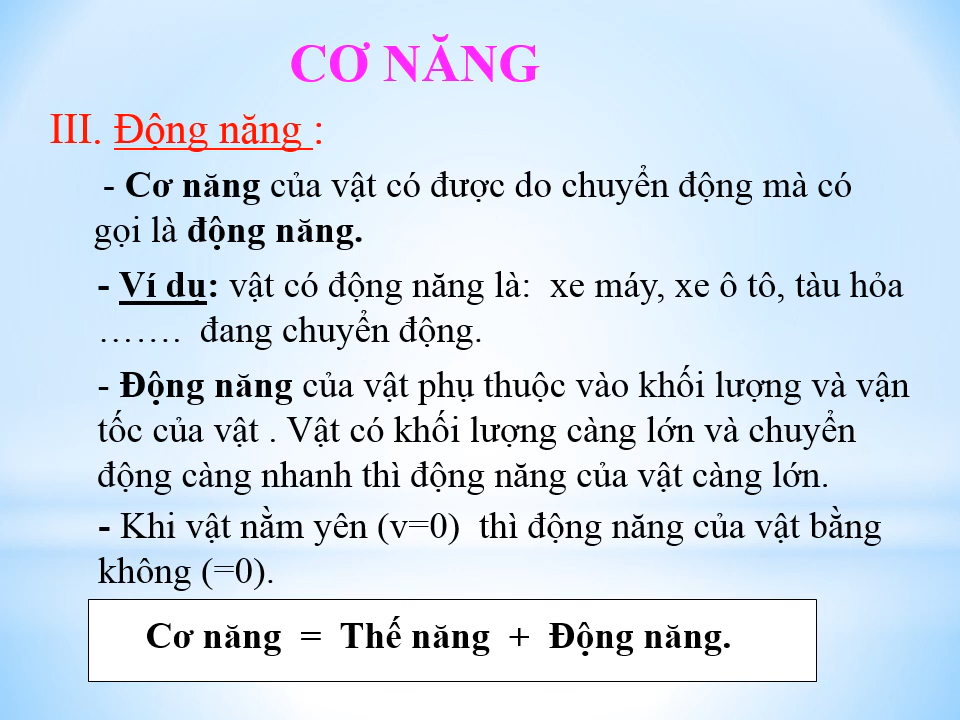 CƠ NĂNG
III. Động năng :
- Cơ năng của vật có được do chuyển động mà có
gọi là động năng.
- Ví dụ: vật có động năng là: xe máy, xe ô tô, tàu hỏa
……. đang chuyển động.
- Động năng của vật phụ thuộc vào khối lượng và vận
tốc của vật . Vật có khối lượng càng lớn và chuyển
động càng nhanh thì động năng của vật càng lớn.
- Khi vật nằm yên (v=0) thì động năng của vật bằng
không (=0).
Cơ năng = Thế năng + Động năng.